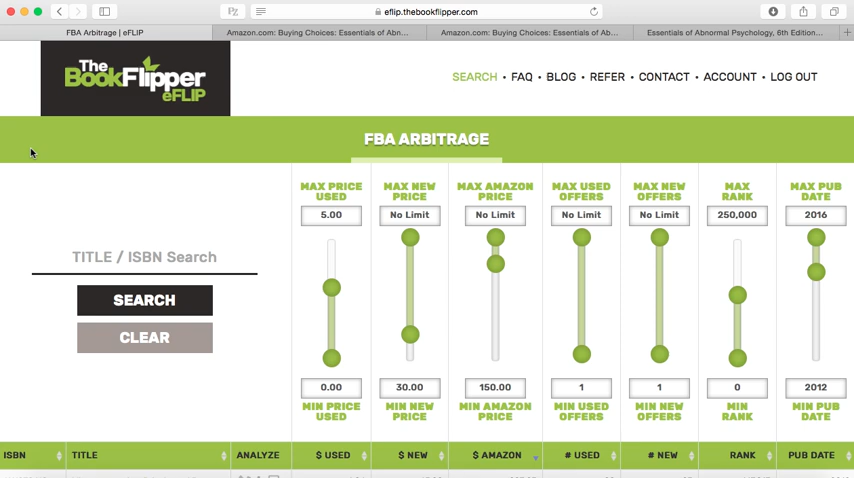 eflip.thebookflipper.com
FBA Arbitrage | eFLIP
Amazon.com: Buying Choices: Essentials of Abn...
Amazon.com: Buying Choices: Essentials of Ab...
Essentials of Abnormal Psychology, 6th Edition...
The
BookFlipper
eFLIP
SEARCH • FAQ • BLOG • REFER • CONTACT • ACCOUNT • LOG OUT
FBA ARBITRAGE
MAX PRICE USED
MAX NEW PRICE
MAX AMAZON PRICE
MAX USED OFFERS
MAX NEW OFFERS
MAX RANK
MAX PUB DATE
5.00 No Limit No Limit No Limit No Limit 250,000 2016
TITLE / ISBN Search
SEARCH
CLEAR
0.00 30.00 150.00 1 1 0 2012
MIN PRICE USED
MIN NEW PRICE
MIN AMAZON PRICE
MIN USED OFFERS
MIN NEW OFFERS
MIN RANK
MIN PUB DATE
ISBN TITLE ANALYZE $ USED $ NEW $ AMAZON # USED # NEW RANK PUB DATE